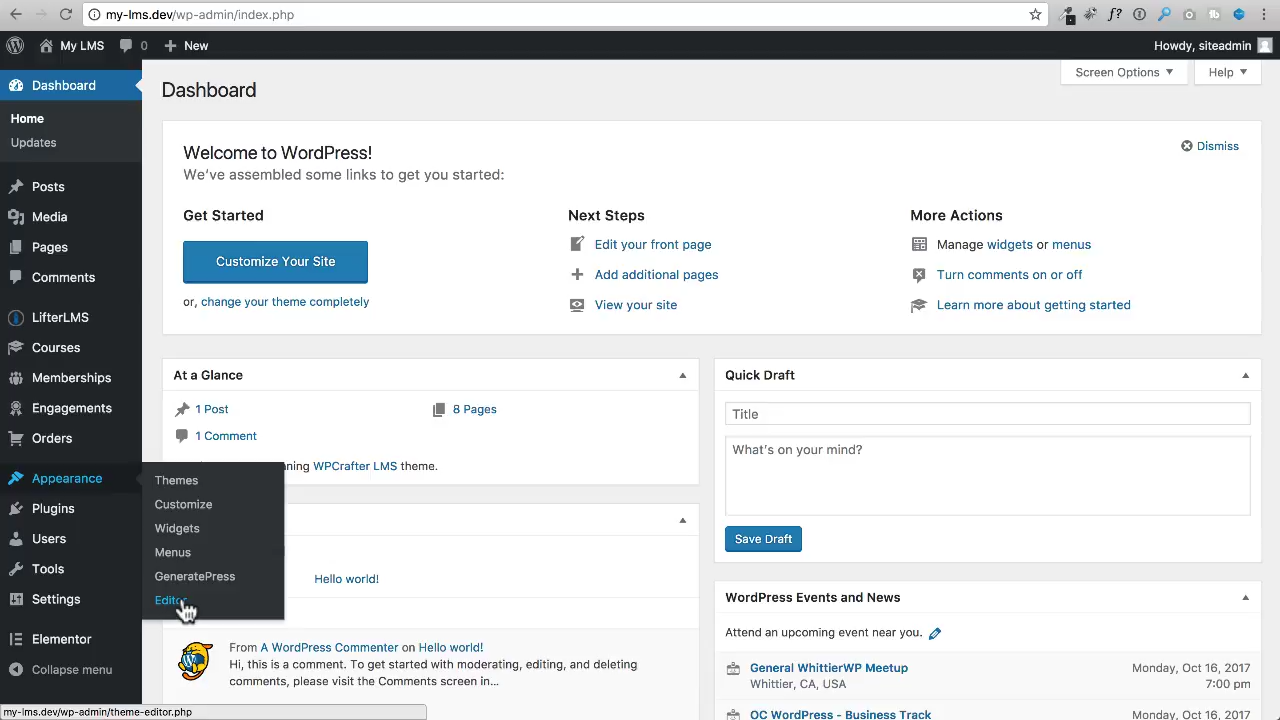 my-lms.dev/wp-admin/index.php
My LMS
0
New
Howdy, siteadmin
Dashboard
Home
Updates
Posts
Media
Pages
Comments
LifterLMS
Courses
Memberships
Engagements
Orders
Appearance
Plugins
Users
Tools
Settings
Elementor
Collapse menu
Themes
Customize
Widgets
Menus
GeneratePress
Editor
Screen Options
Help
Dashboard
Welcome to WordPress!
We've assembled some links to get you started:
Dismiss
Get Started
Customize Your Site
or, change your theme completely
Next Steps
Edit your front page
Add additional pages
View your site
More Actions
Manage widgets or menus
Turn comments on or off
Learn more about getting started
At a Glance
1 Post
8 Pages
1 Comment
WPCrafter LMS theme.
Hello world!
From A WordPress Commenter on Hello world!
Hi, this is a comment. To get started with moderating, editing, and deleting
comments, please visit the Comments screen in...
Quick Draft
Title
What's on your mind?
Save Draft
WordPress Events and News
Attend an upcoming event near you.
General WhittierWP Meetup
Whittier, CA, USA
Monday, Oct 16, 2017
7:00 pm
OC WordPress - Business Track
Monday, Oct 16, 2017
my-lms.dev/wp-admin/theme-editor.php